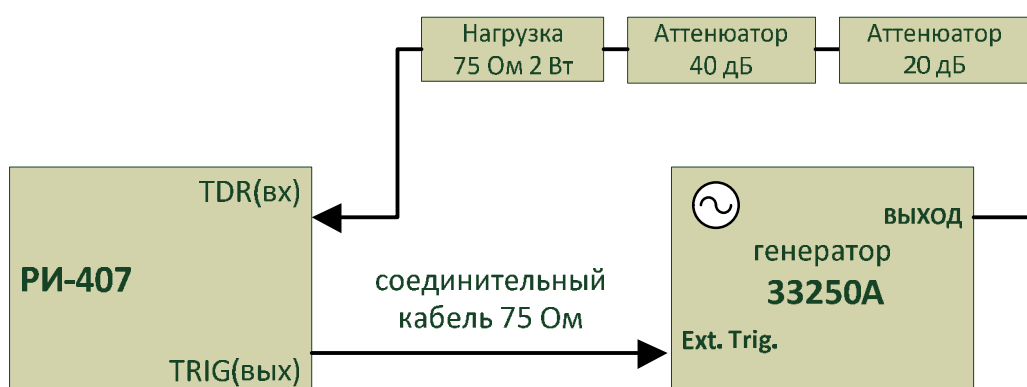 Нагрузка
75 Ом 2 Вт
Аттенюатор
40 дБ
Аттенюатор
20 дБ
TDR(вх)
РИ-407
TRIG(вых)
соединительный
кабель 75 Ом
выход
генератор
33250А
Ext. Trig.